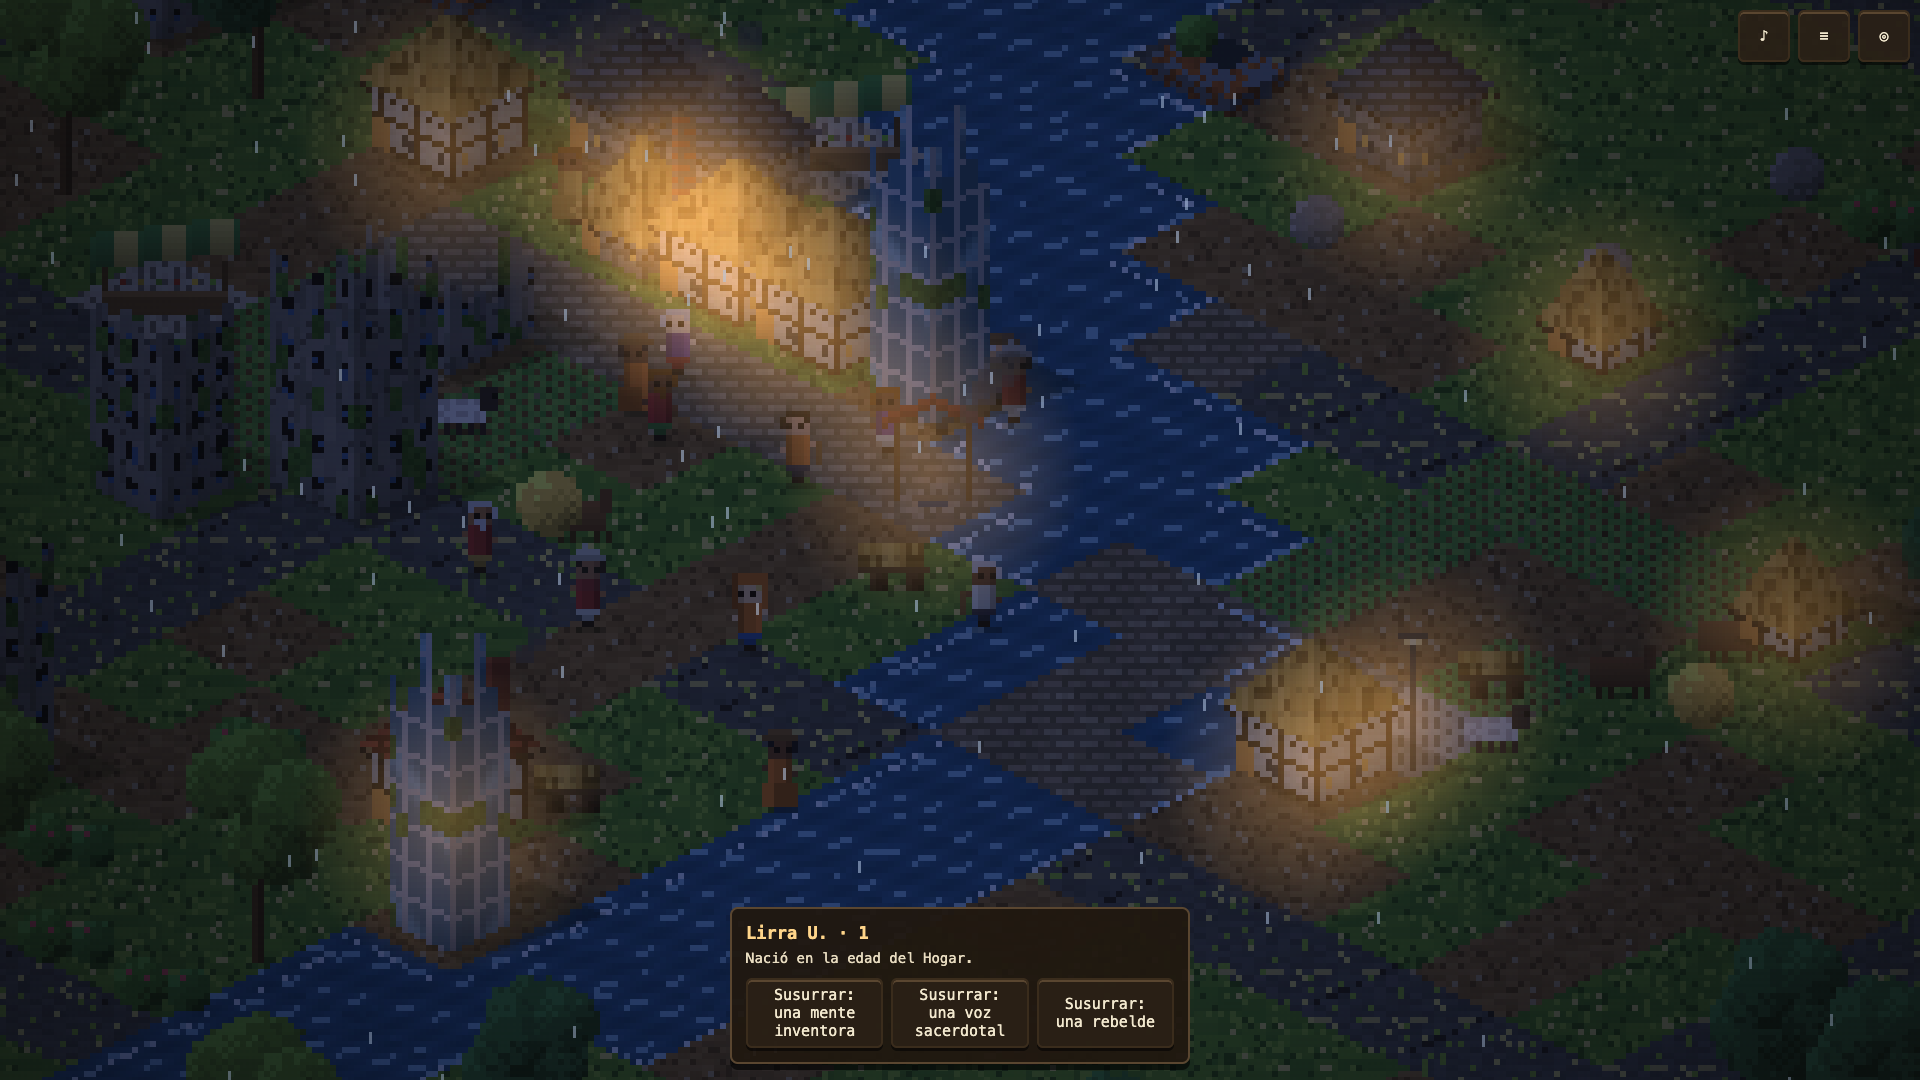 ♪ ≡ ◎
Lirra U. · 1
Nació en la edad del Hogar.
Susurrar:
una mente
inventora
Susurrar:
una voz
sacerdotal
Susurrar:
una rebelde